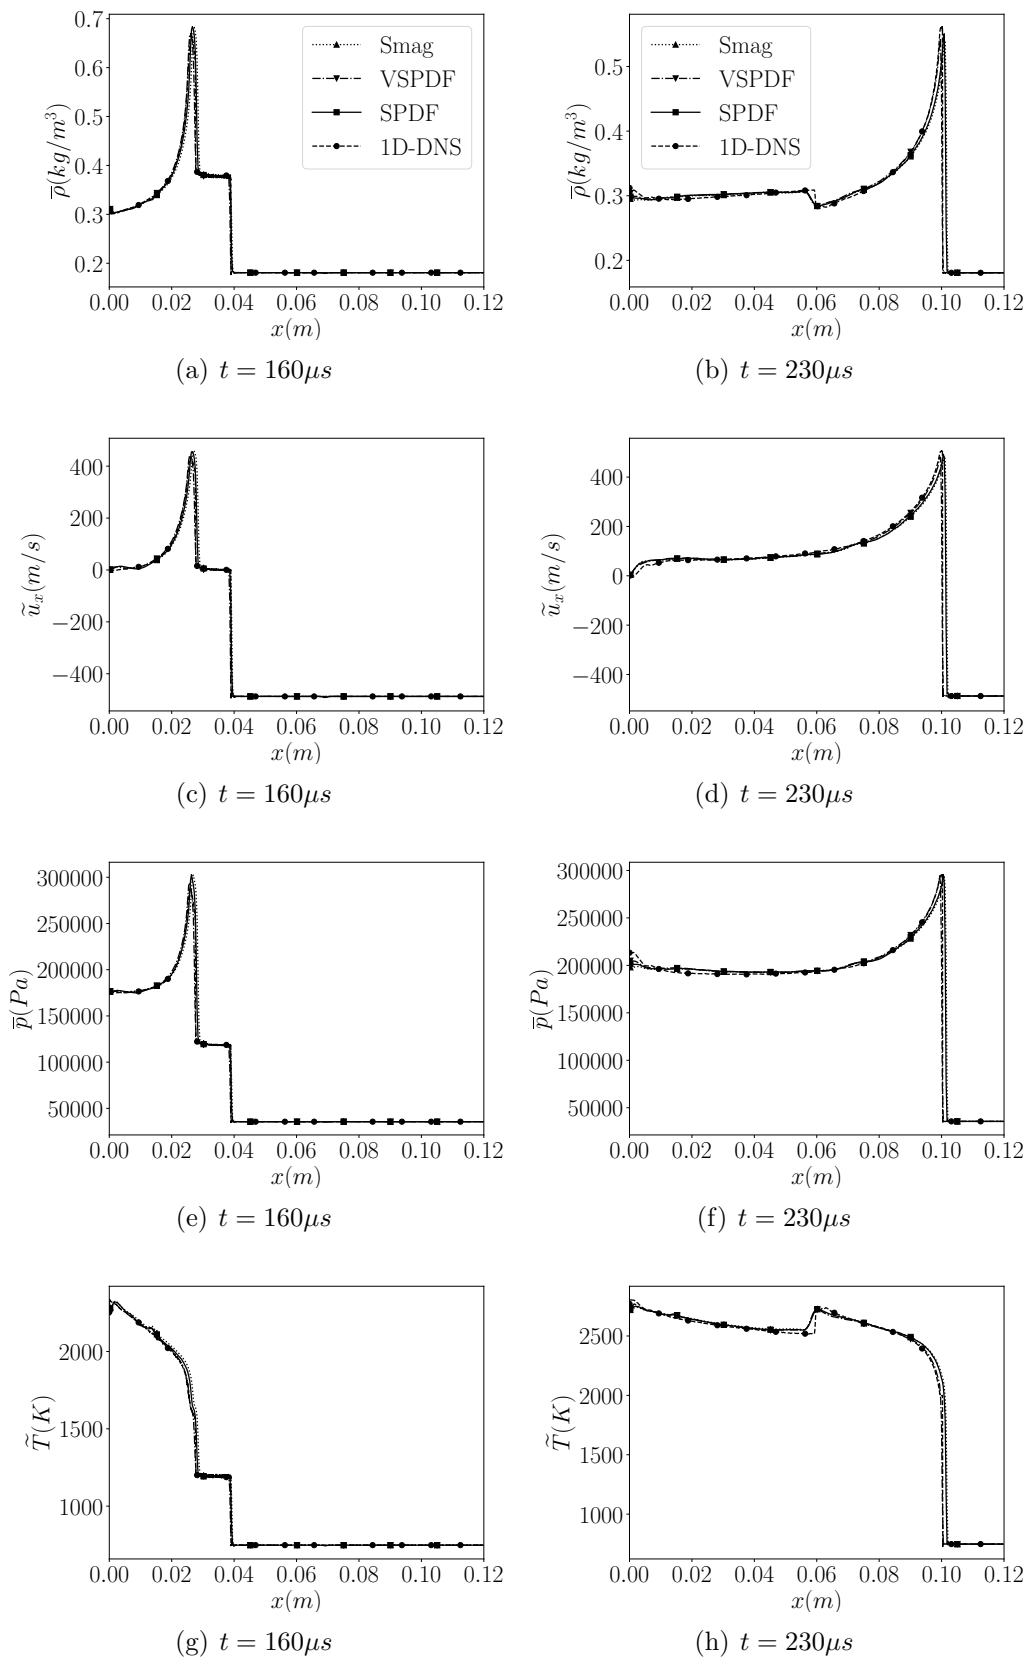 0.7
0.6
0.5
0.4
0.3
0.2
ρ̅(kg/m³)
Smag
VSPDF
SPDF
1D-DNS
0.00 0.02 0.04 0.06 0.08 0.10 0.12
x(m)
(a) t = 160μs
0.5
0.4
0.3
0.2
ρ̅(kg/m³)
Smag
VSPDF
SPDF
1D-DNS
0.00 0.02 0.04 0.06 0.08 0.10 0.12
x(m)
(b) t = 230μs
400
200
0
−200
−400
ũₓ(m/s)
0.00 0.02 0.04 0.06 0.08 0.10 0.12
x(m)
(c) t = 160μs
400
200
0
−200
−400
ũₓ(m/s)
0.00 0.02 0.04 0.06 0.08 0.10 0.12
x(m)
(d) t = 230μs
300000
250000
200000
150000
100000
50000
p̅(Pa)
0.00 0.02 0.04 0.06 0.08 0.10 0.12
x(m)
(e) t = 160μs
300000
250000
200000
150000
100000
50000
p̅(Pa)
0.00 0.02 0.04 0.06 0.08 0.10 0.12
x(m)
(f) t = 230μs
2000
1500
1000
T̃(K)
0.00 0.02 0.04 0.06 0.08 0.10 0.12
x(m)
(g) t = 160μs
2500
2000
1500
1000
T̃(K)
0.00 0.02 0.04 0.06 0.08 0.10 0.12
x(m)
(h) t = 230μs